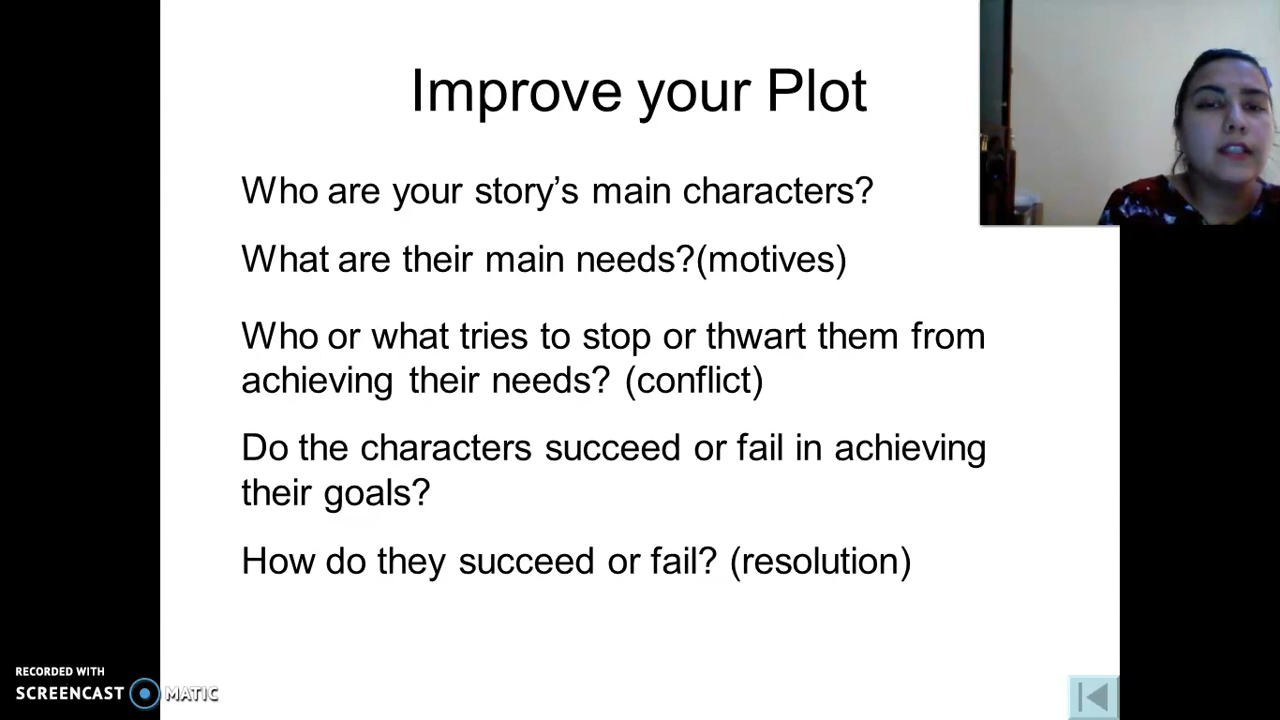 Improve your Plot
Who are your story’s main characters?
What are their main needs?(motives)
Who or what tries to stop or thwart them from
achieving their needs? (conflict)
Do the characters succeed or fail in achieving
their goals?
How do they succeed or fail? (resolution)
RECORDED WITH
SCREENCAST MATIC